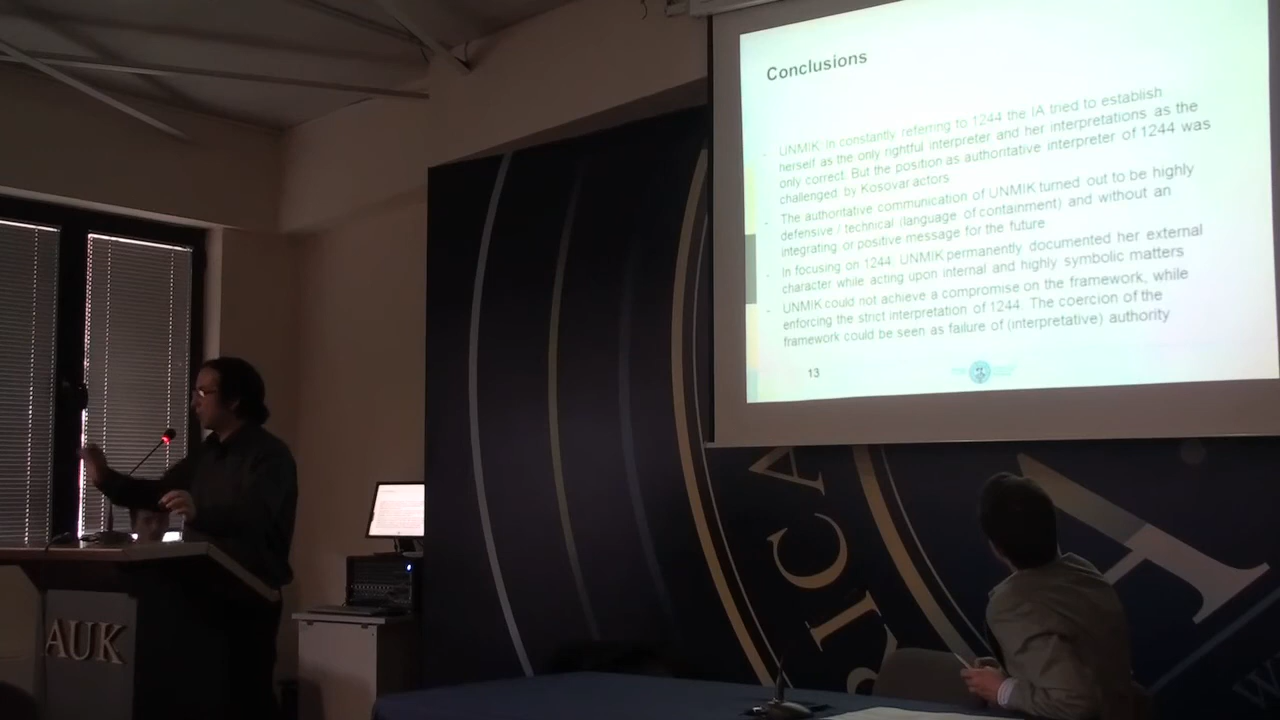 Conclusions
UNMIK: In constantly referring to 1244 the IA tried to establish
herself as the only rightful interpreter and her interpretations as the
only correct. But the position as authoritative interpreter of 1244 was
challenged by Kosovar actors
The authoritative communication of UNMIK turned out to be highly
defensive / technical (language of containment) and without an
integrating or positive message for the future
In focusing on 1244, UNMIK permanently documented her external
character while acting upon internal and highly symbolic matters
UNMIK could not achieve a compromise on the framework, while
enforcing the strict interpretation of 1244. The coercion of the
framework could be seen as failure of (interpretative) authority
13
AUK
RICA
A